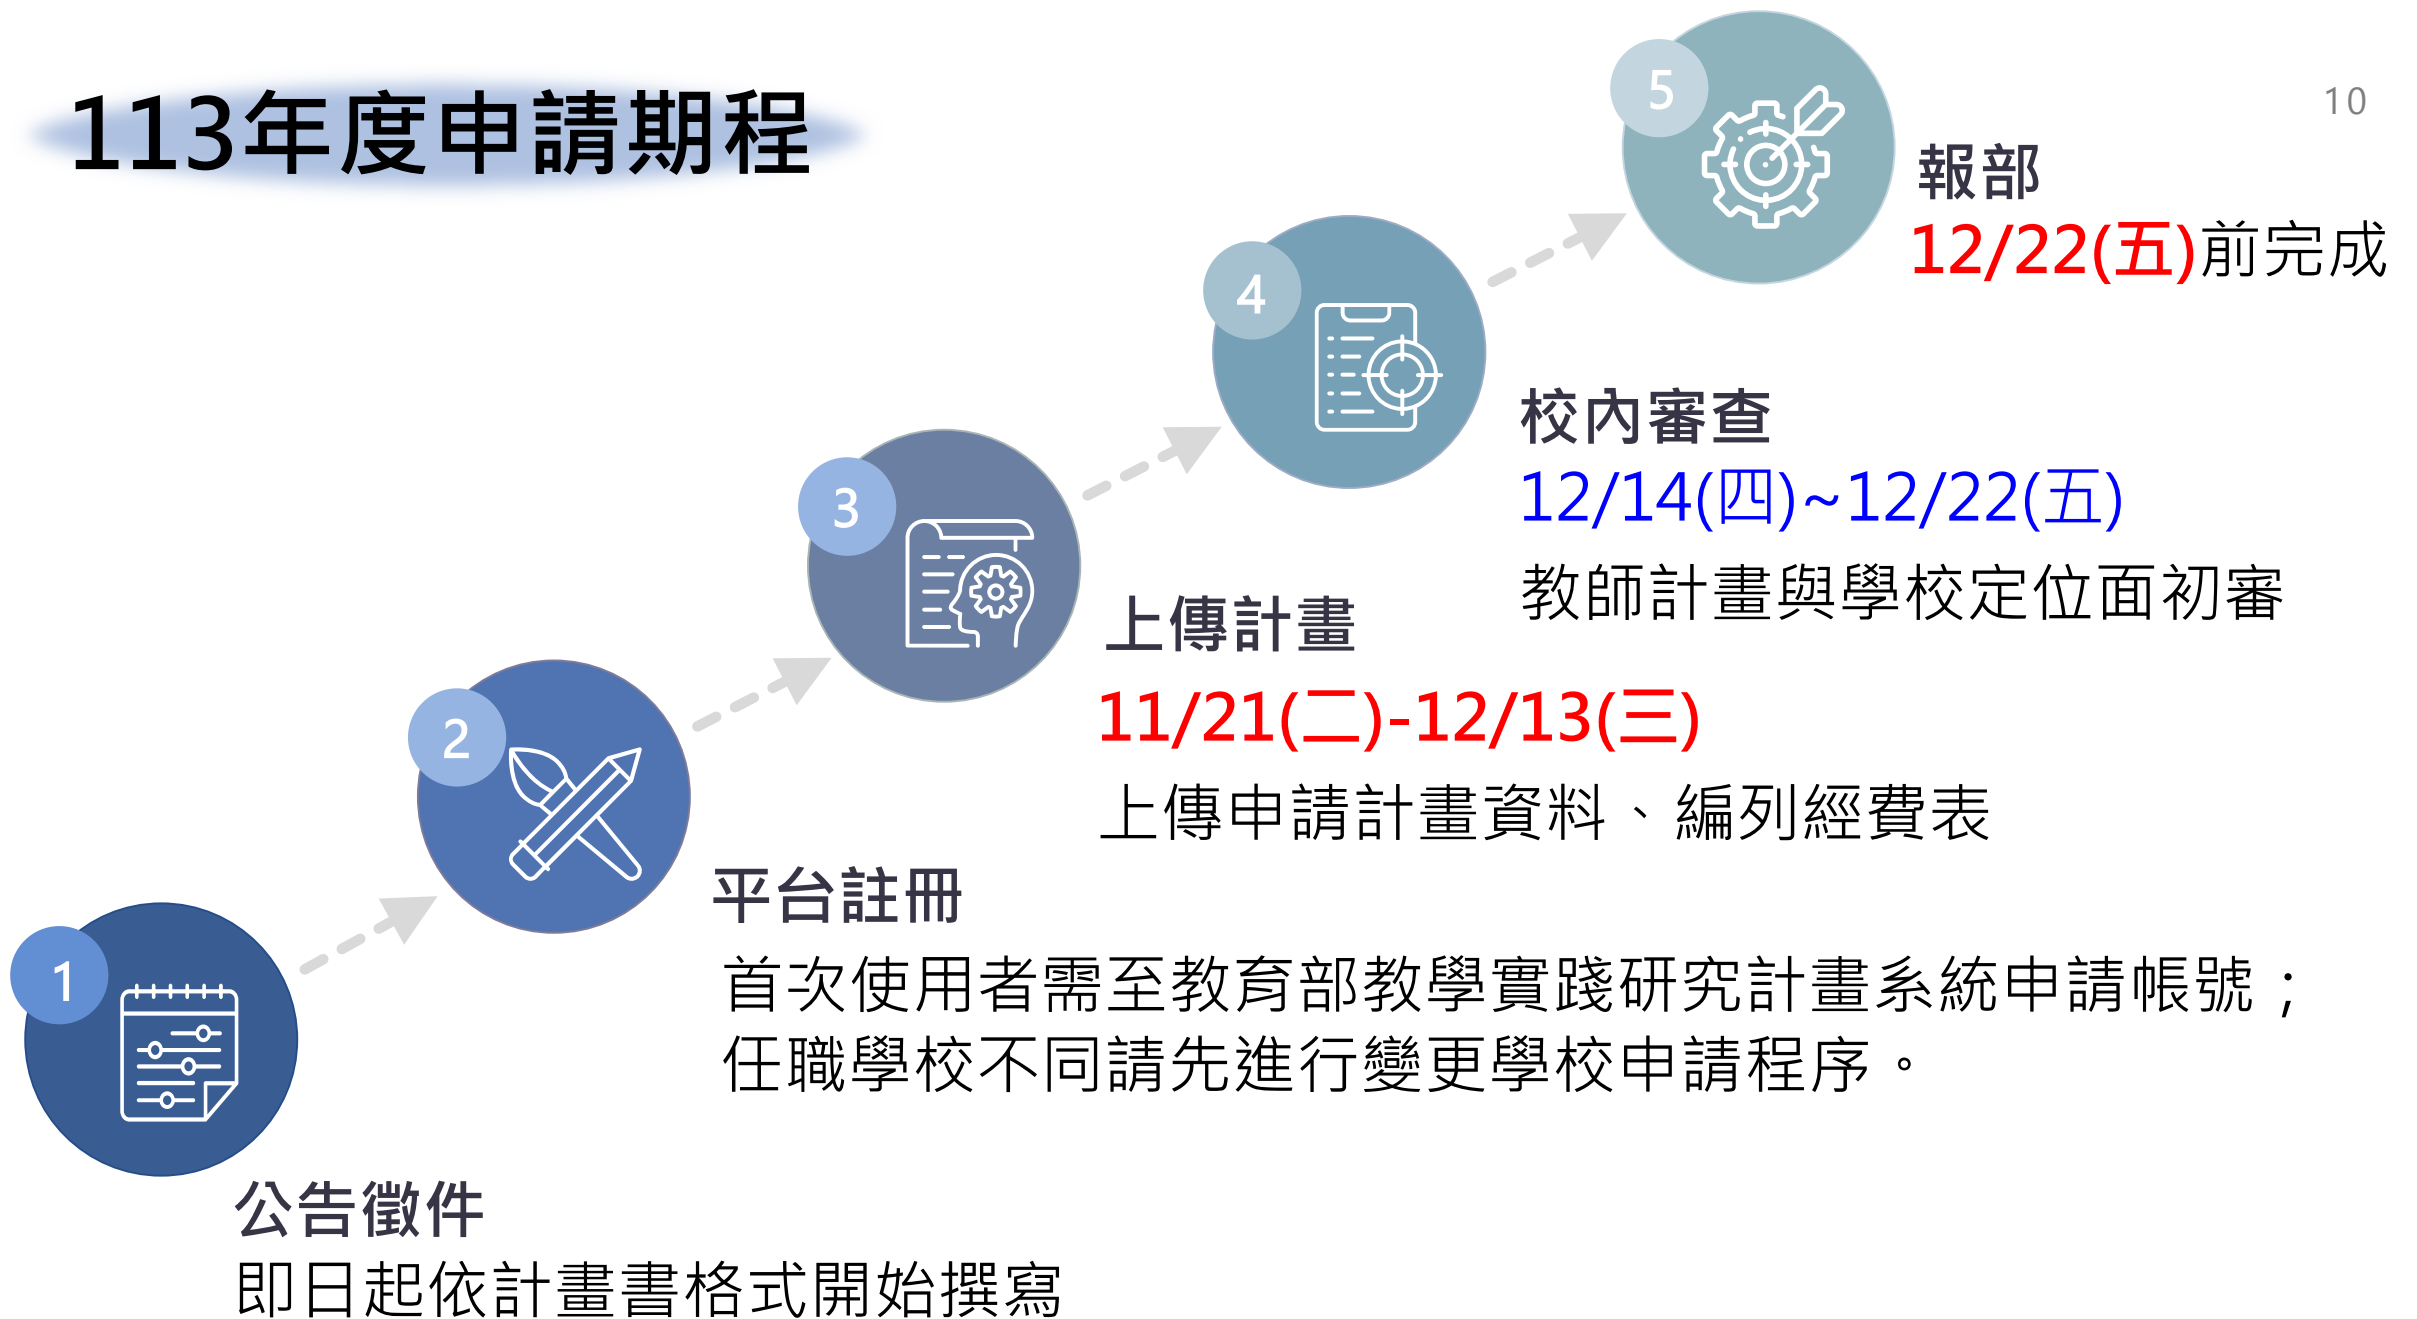 113年度申請期程
10
1
公告徵件
即日起依計畫書格式開始撰寫
2
平台註冊
首次使用者需至教育部教學實踐研究計畫系統申請帳號；
任職學校不同請先進行變更學校申請程序。
3
上傳計畫
11/21(二)-12/13(三)
上傳申請計畫資料、編列經費表
4
校內審查
12/14(四)~12/22(五)
教師計畫與學校定位面初審
5
報部
12/22(五)前完成